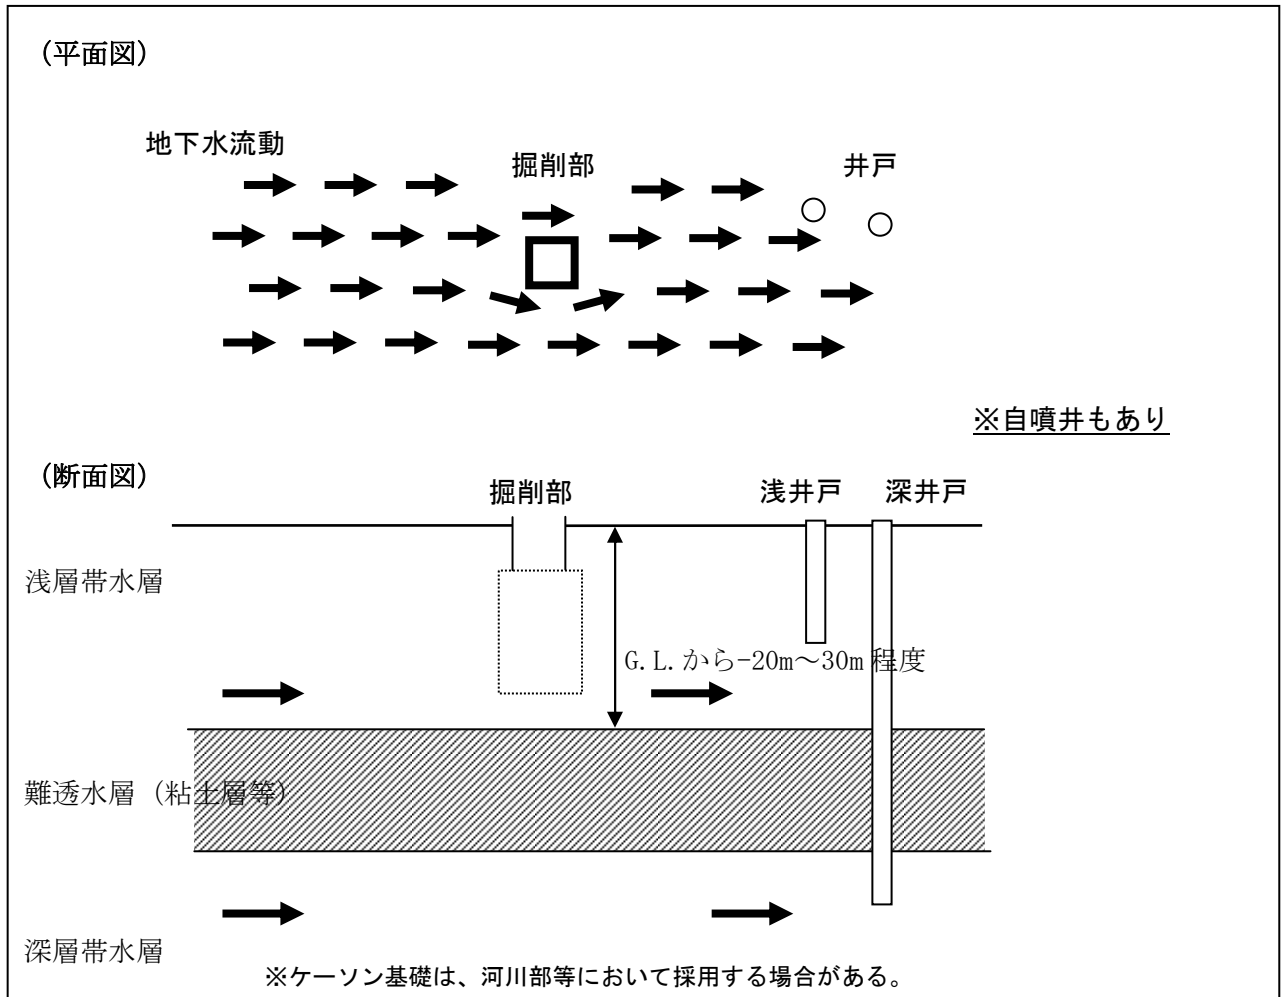 (平面図)
地下水流動
掘削部
井戸
※自噴井もあり
(断面図)
掘削部
浅井戸
深井戸
浅層帯水層
G.L.から-20m～30m程度
難透水層（粘土層等）
深層帯水層
※ケーソン基礎は、河川部等において採用する場合がある。